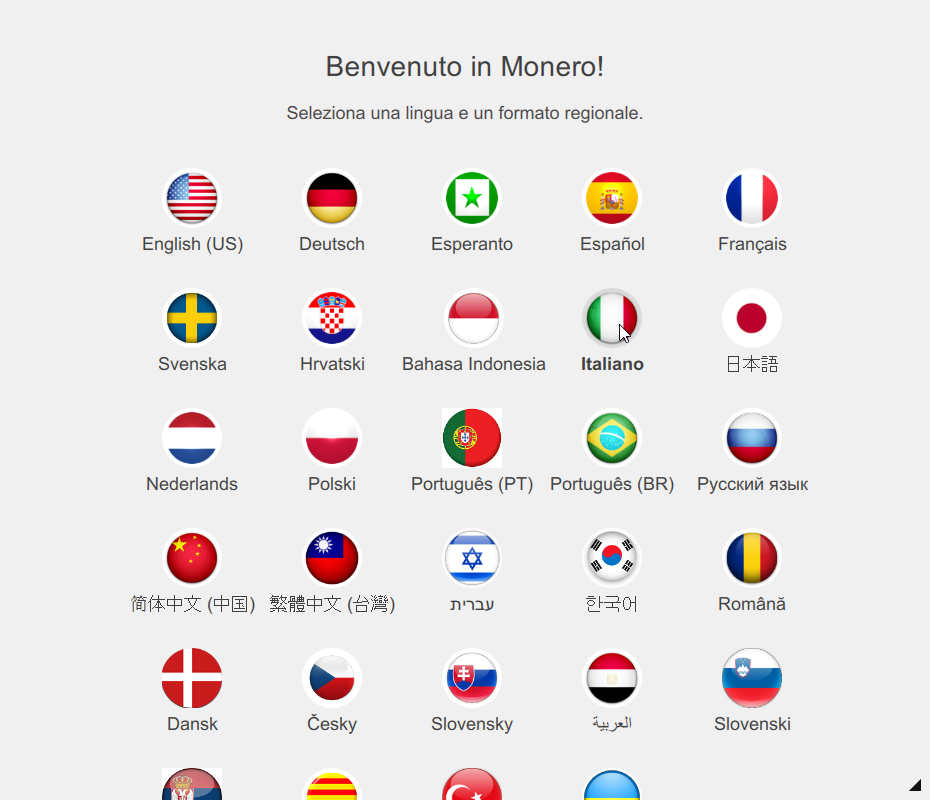 Benvenuto in Monero!
Seleziona una lingua e un formato regionale.
English (US)
Deutsch
Esperanto
Español
Français
Svenska
Hrvatski
Bahasa Indonesia
Italiano
日本語
Nederlands
Polski
Português (PT)
Português (BR)
Русский язык
简体中文 (中国)
繁體中文 (台灣)
עברית
한국어
Română
Dansk
Česky
Slovensky
العربية
Slovenski